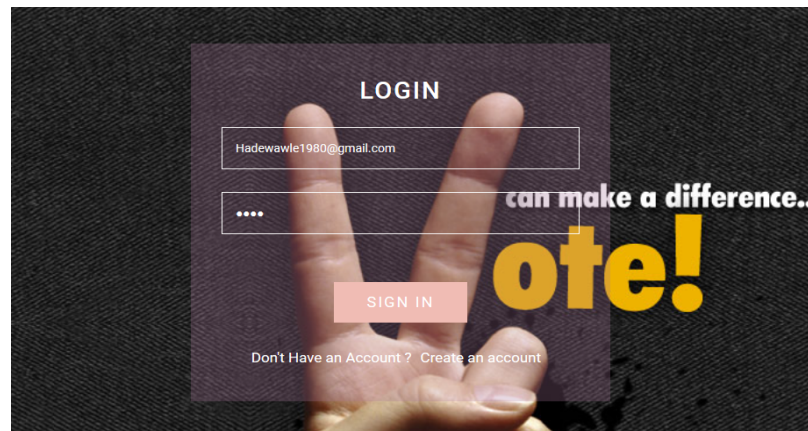 LOGIN
Hadewawle1980@gmail.com
••••
can make a difference..
ote!
SIGN IN
Don't Have an Account ? Create an account